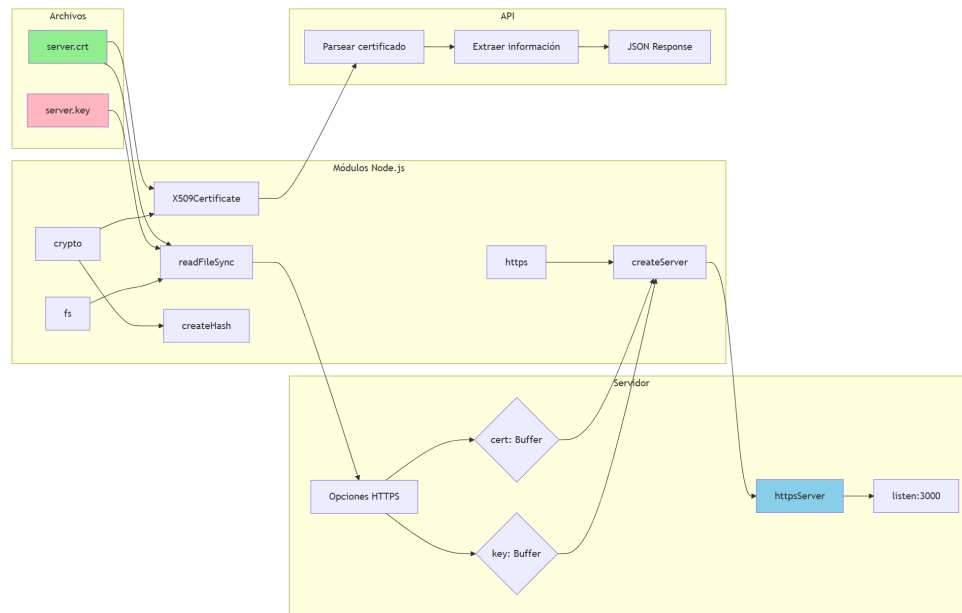 Archivos
server.crt
server.key
API
Parsear certificado
Extraer información
JSON Response
Módulos Node.js
X509Certificate
crypto
readFileSync
https
createServer
fs
createHash
Servidor
cert: Buffer
Opciones HTTPS
httpsServer
listen:3000
key: Buffer